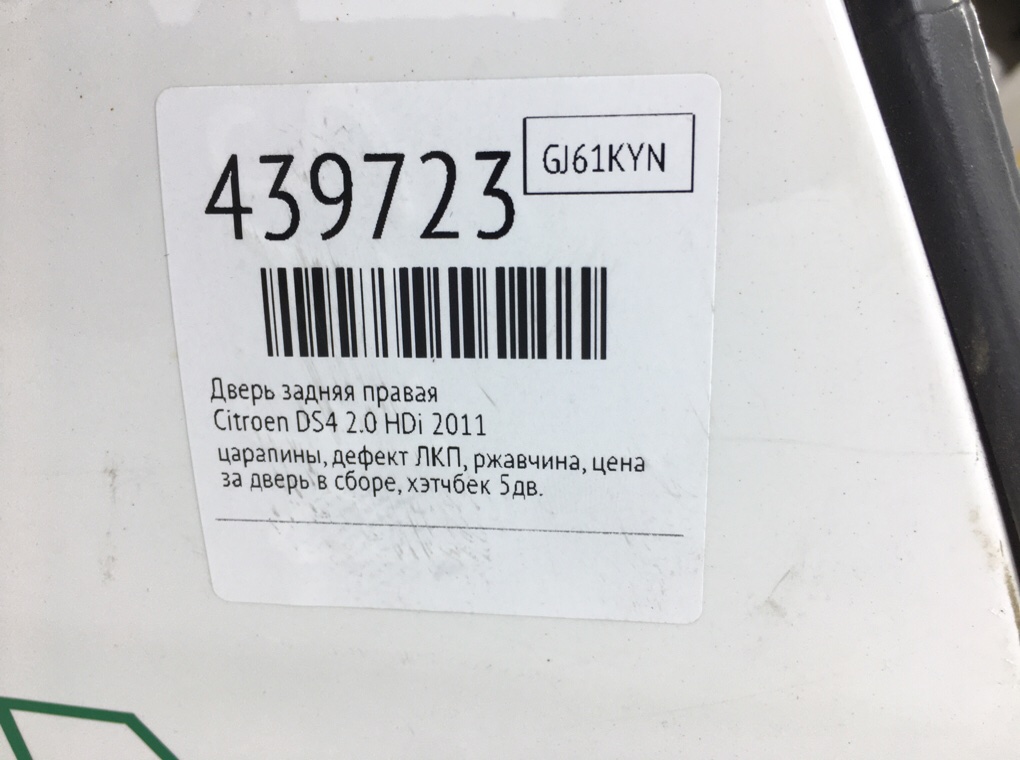 439723
GJ61KYN
Дверь задняя правая
Citroen DS4 2.0 HDi 2011
царапины, дефект ЛКП, ржавчина, цена
за дверь в сборе, хэтчбек 5дв.